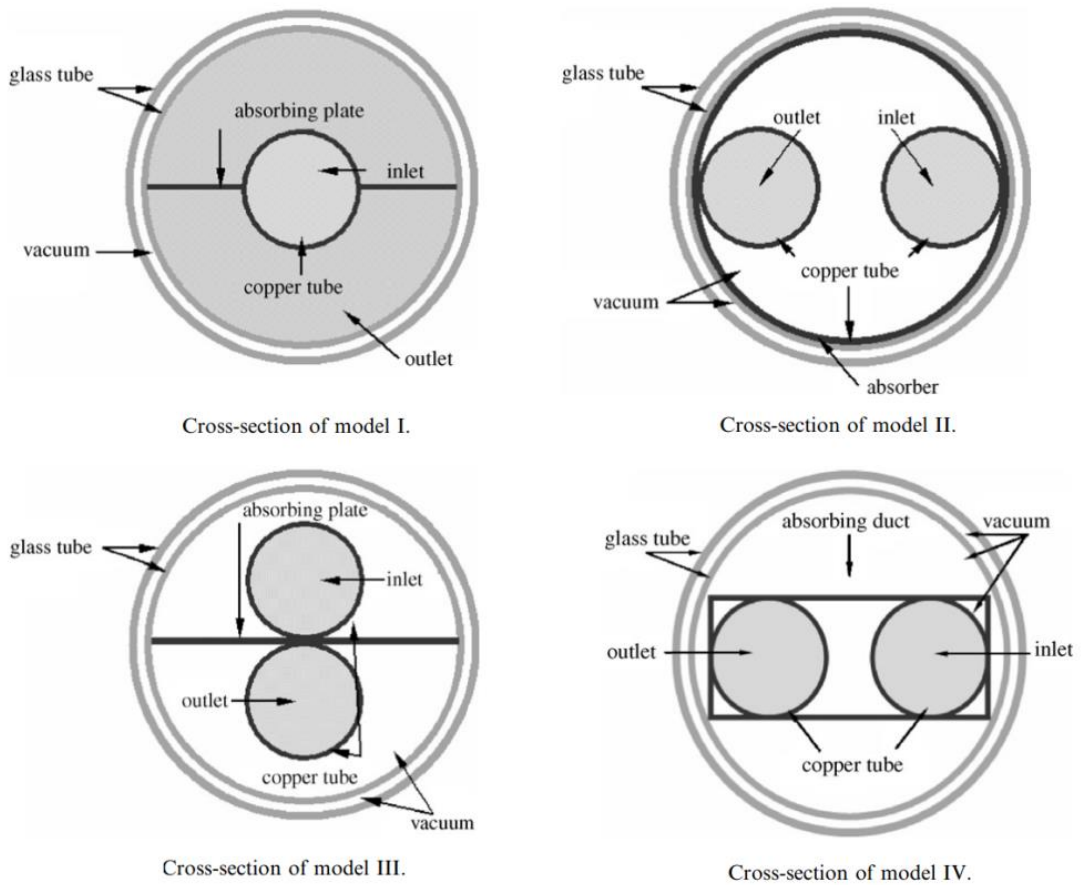 glass tube
absorbing plate
inlet
vacuum
copper tube
outlet
Cross-section of model I.
glass tube
outlet
inlet
copper tube
vacuum
absorber
Cross-section of model II.
absorbing plate
glass tube
inlet
outlet
copper tube
vacuum
Cross-section of model III.
absorbing duct
vacuum
glass tube
outlet
inlet
copper tube
Cross-section of model IV.